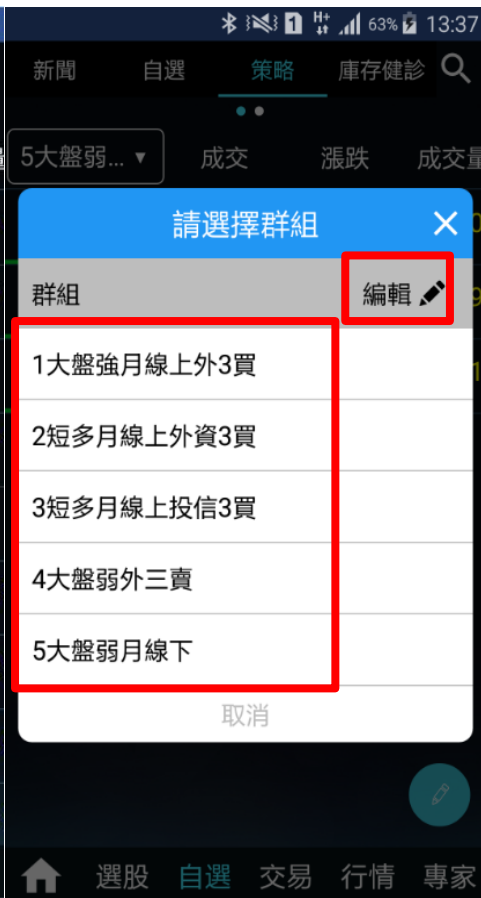 1 H+ 63% 13:37
新聞 自選 策略 庫存健診
5大盤弱... ▼ 成交 漲跌 成交量
請選擇群組 ×
群組 編輯
1大盤強月線上外3買
2短多月線上外資3買
3短多月線上投信3買
4大盤弱外三賣
5大盤弱月線下
取消
選股 自選 交易 行情 專家